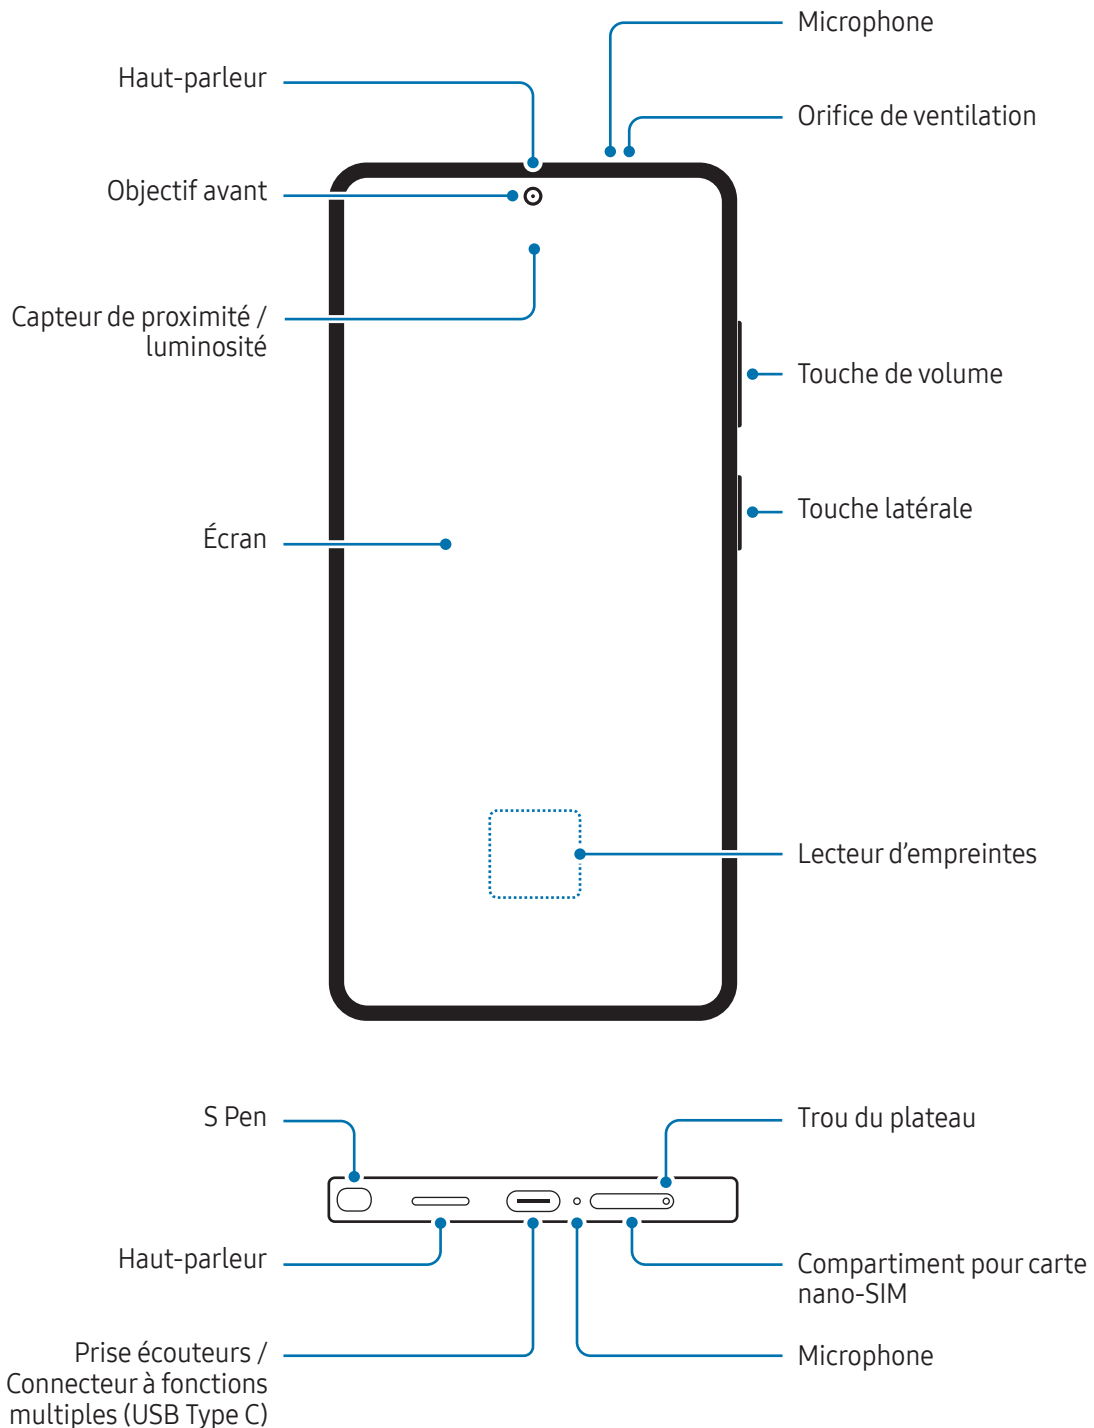 Microphone
Haut-parleur
Orifice de ventilation
Objectif avant
Capteur de proximité /
luminosité
Touche de volume
Touche latérale
Écran
Lecteur d’empreintes
S Pen
Trou du plateau
Haut-parleur
Compartiment pour carte
nano-SIM
Prise écouteurs /
Connecteur à fonctions
multiples (USB Type C)
Microphone